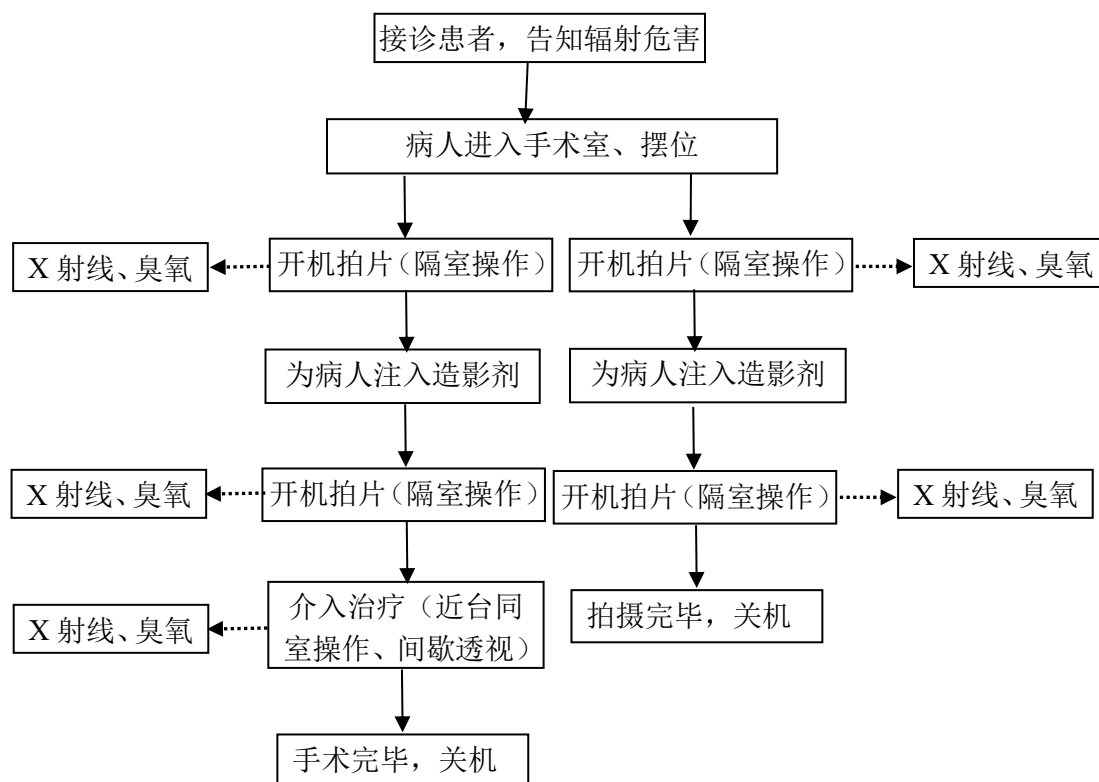 接诊患者，告知辐射危害
病人进入手术室、摆位
X 射线、臭氧
开机拍片（隔室操作）
开机拍片（隔室操作）
X 射线、臭氧
为病人注入造影剂
为病人注入造影剂
X 射线、臭氧
开机拍片（隔室操作）
开机拍片（隔室操作）
X 射线、臭氧
X 射线、臭氧
介入治疗（近台同
室操作、间歇透视）
拍摄完毕，关机
手术完毕，关机